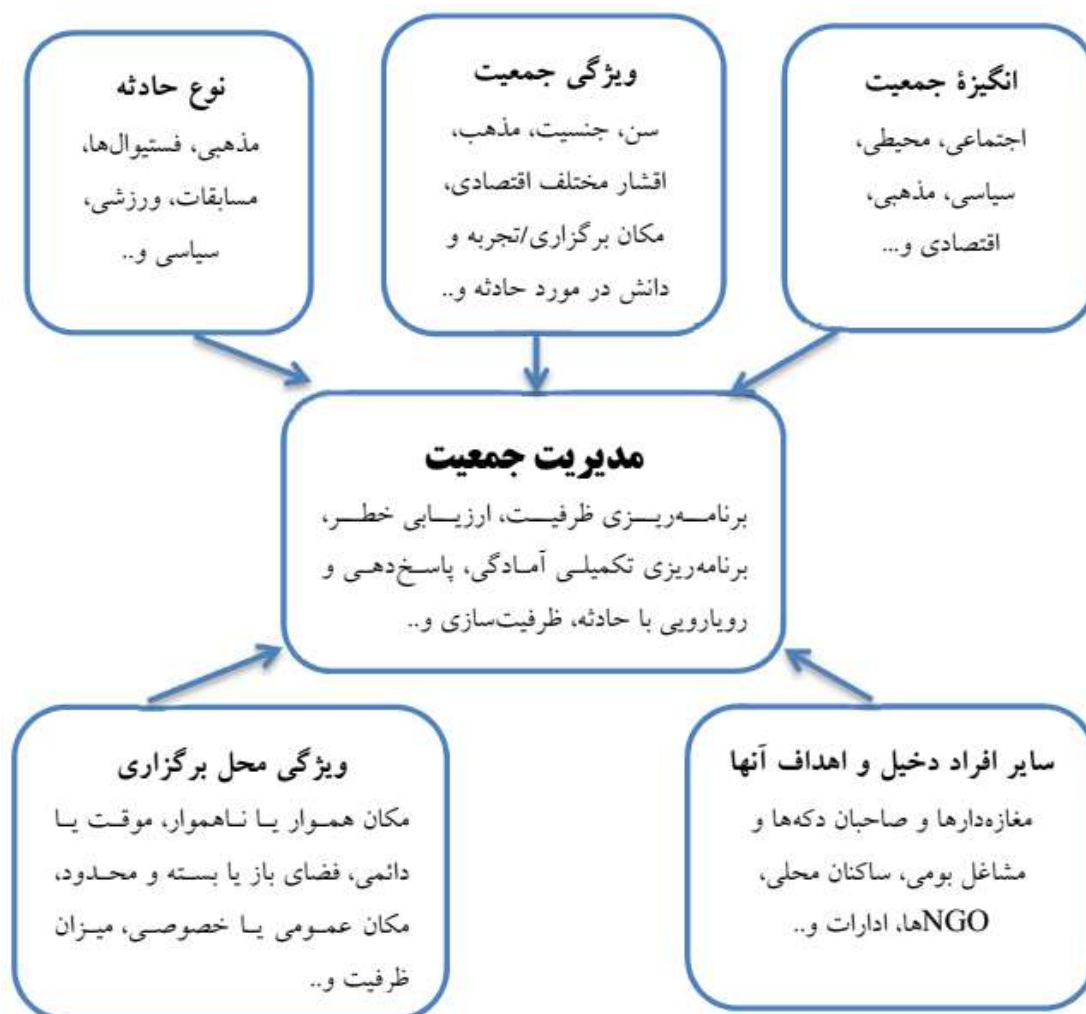 انگیزۀ جمعیت
اجتماعی، محیطی،
سیاسی، مذهبی،
اقتصادی و...
ویژگی جمعیت
سن، جنسیت، مذهب،
اقشار مختلف اقتصادی،
مکان برگزاری/تجربه و
دانش در مورد حادثه و..
نوع حادثه
مذهبی، فستیوال‌ها،
مسابقات، ورزشی،
سیاسی و..
مدیریت جمعیت
برنامه‌ریزی ظرفیت، ارزیابی خطر،
برنامه‌ریزی تکمیلی آمادگی، پاسخ‌دهی و
رویارویی با حادثه، ظرفیت‌سازی و..
سایر افراد دخیل و اهداف آنها
مغازه‌دارها و صاحبان دکه‌ها و
مشاغل بومی، ساکنان محلی،
NGOها، ادارات و..
ویژگی محل برگزاری
مکان هموار یا ناهموار، موقت یا
دائمی، فضای باز یا بسته و محدود،
مکان عمومی یا خصوصی، میزان
ظرفیت و..